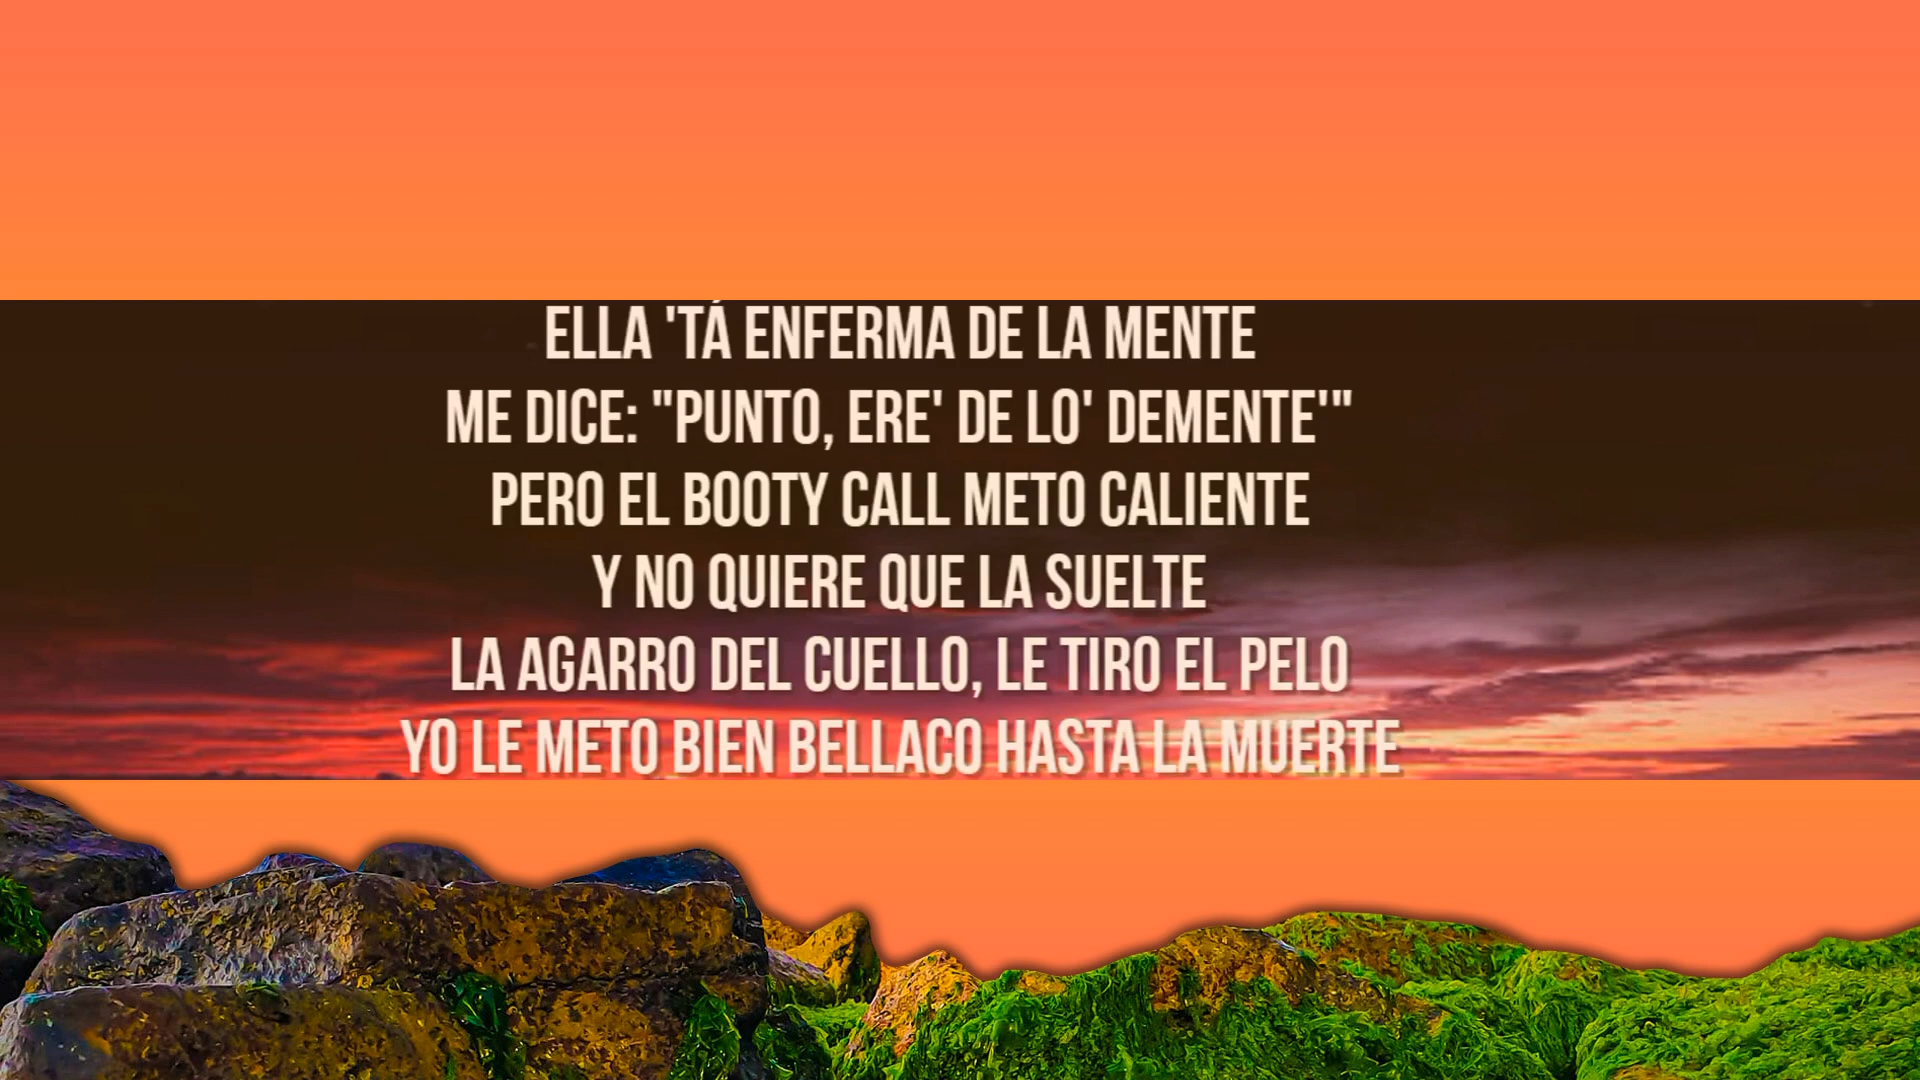 ELLA 'TÁ ENFERMA DE LA MENTE
ME DICE: "PUNTO, ERE' DE LO' DEMENTE'"
PERO EL BOOTY CALL METO CALIENTE
Y NO QUIERE QUE LA SUELTE
LA AGARRO DEL CUELLO, LE TIRO EL PELO
YO LE METO BIEN BELLACO HASTA LA MUERTE